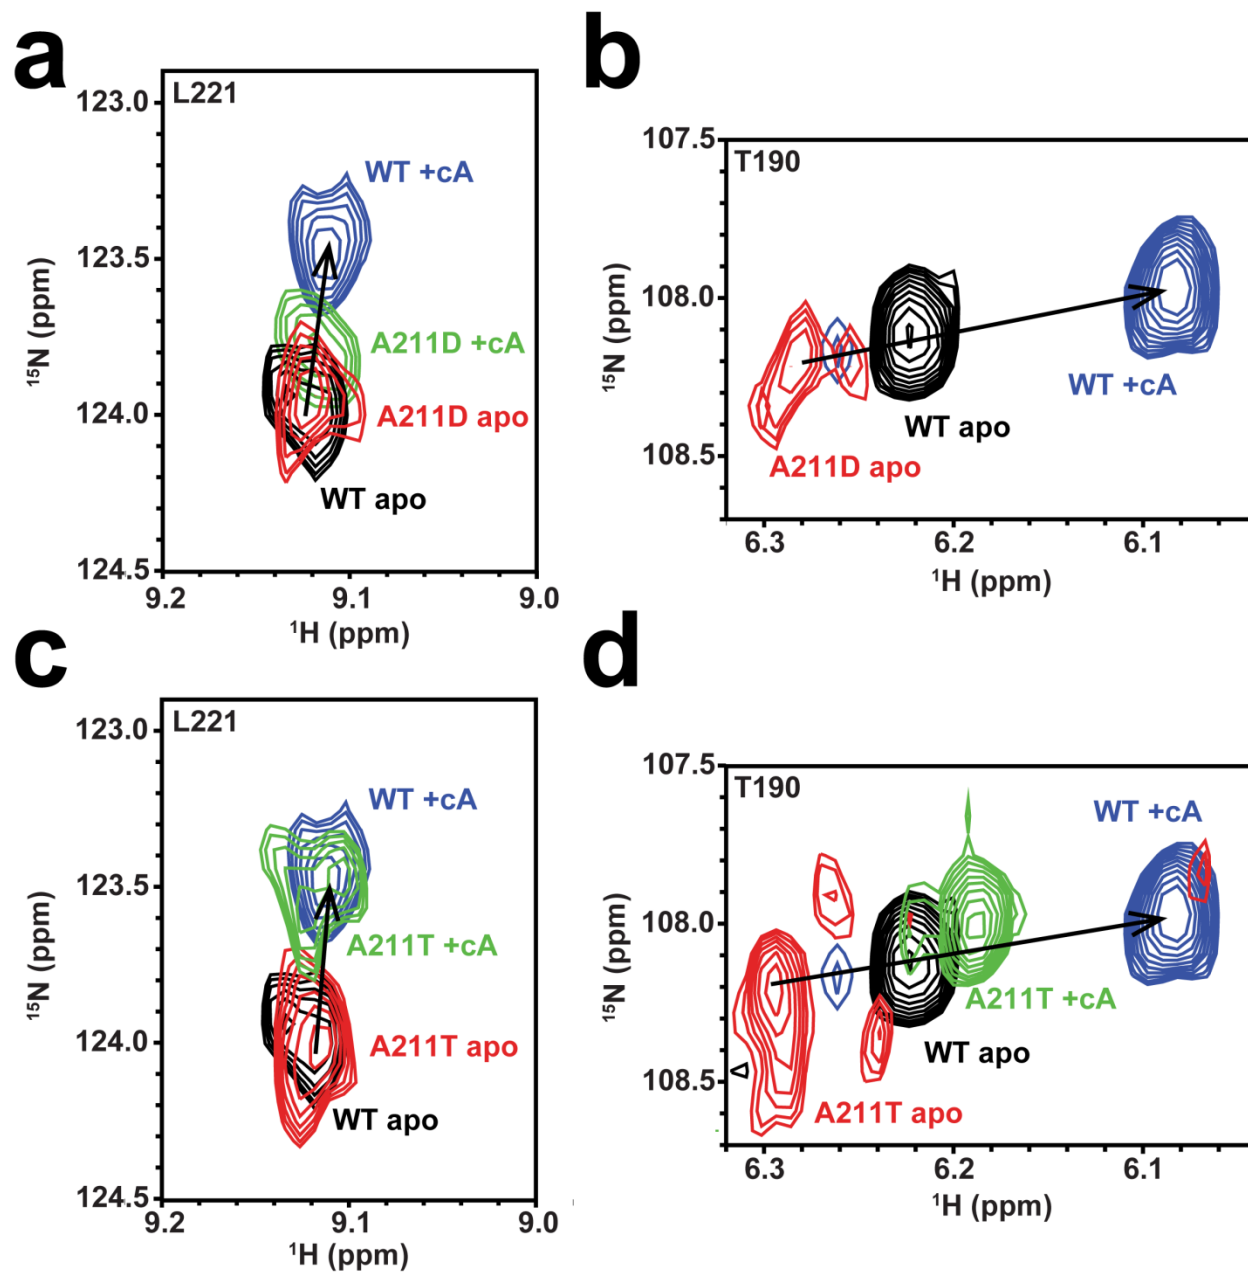 a
L221
123.0
123.5
124.0
124.5
¹⁵N (ppm)
WT +cA
A211D +cA
A211D apo
WT apo
9.2
9.1
9.0
¹H (ppm)
b
T190
107.5
108.0
108.5
¹⁵N (ppm)
WT apo
WT +cA
A211D apo
6.3
6.2
6.1
¹H (ppm)
c
L221
123.0
123.5
124.0
124.5
¹⁵N (ppm)
WT +cA
A211T +cA
A211T apo
WT apo
9.2
9.1
9.0
¹H (ppm)
d
T190
107.5
108.0
108.5
¹⁵N (ppm)
WT +cA
A211T +cA
WT apo
A211T apo
6.3
6.2
6.1
¹H (ppm)